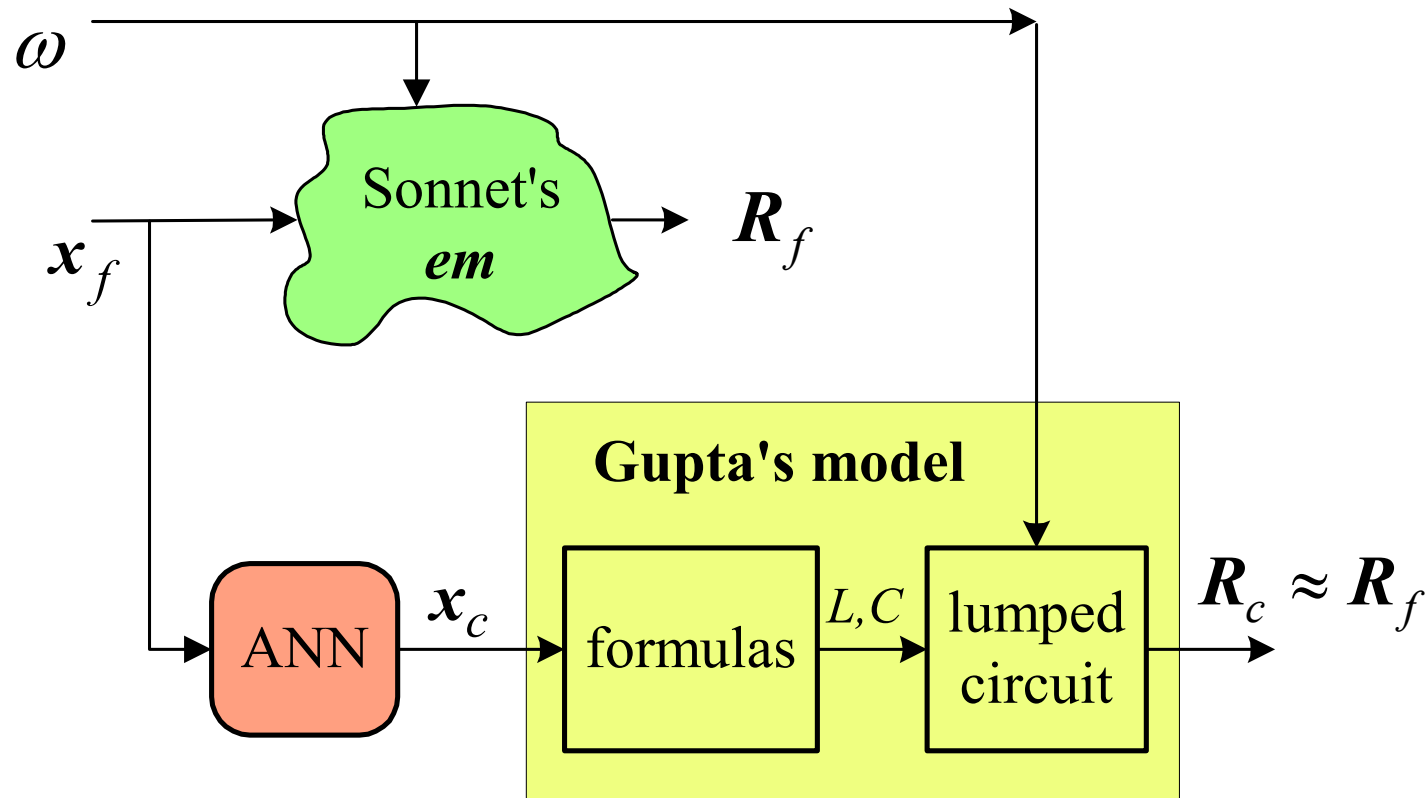 ω
Sonnet's
em
x_f
R_f
Gupta's model
ANN
x_c
formulas
L,C
lumped
circuit
R_c ≈ R_f